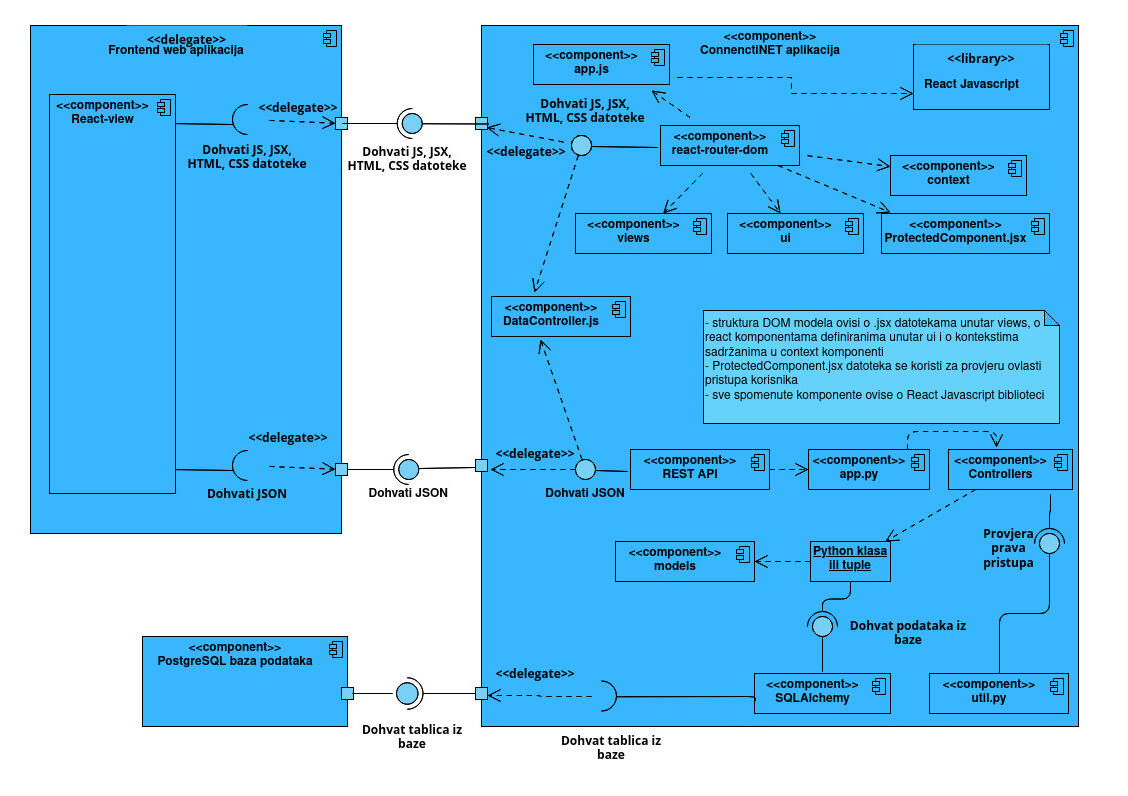 <<delegate>>
Frontend web aplikacija
<<component>>
React-view
<<delegate>>
Dohvati JS, JSX,
HTML, CSS datoteke
<<delegate>>
Dohvati JSON
Dohvati JS, JSX,
HTML, CSS datoteke
Dohvati JSON
<<component>>
ConnenctiNET aplikacija
<<component>>
app.js
<<library>>
React Javascript
Dohvati JS, JSX,
HTML, CSS datoteke
<<delegate>>
<<component>>
react-router-dom
<<component>>
context
<<component>>
views
<<component>>
ui
<<component>>
ProtectedComponent.jsx
<<component>>
DataController.js
- struktura DOM modela ovisi o .jsx datotekama unutar views, o
react komponentama definiranima unutar ui i o kontekstima
sadržanima u context komponenti
- ProtectedComponent.jsx datoteka se koristi za provjeru ovlasti
pristupa korisnika
- sve spomenute komponente ovise o React Javascript biblioteci
<<delegate>>
Dohvati JSON
<<component>>
REST API
<<component>>
app.py
<<component>>
Controllers
Provjera
prava
pristupa
<<component>>
models
Python klasa
ili tuple
Dohvat podataka iz
baze
<<component>>
PostgreSQL baza podataka
Dohvat tablica iz
baze
<<delegate>>
Dohvat tablica iz
baze
<<component>>
SQLAlchemy
<<component>>
util.py